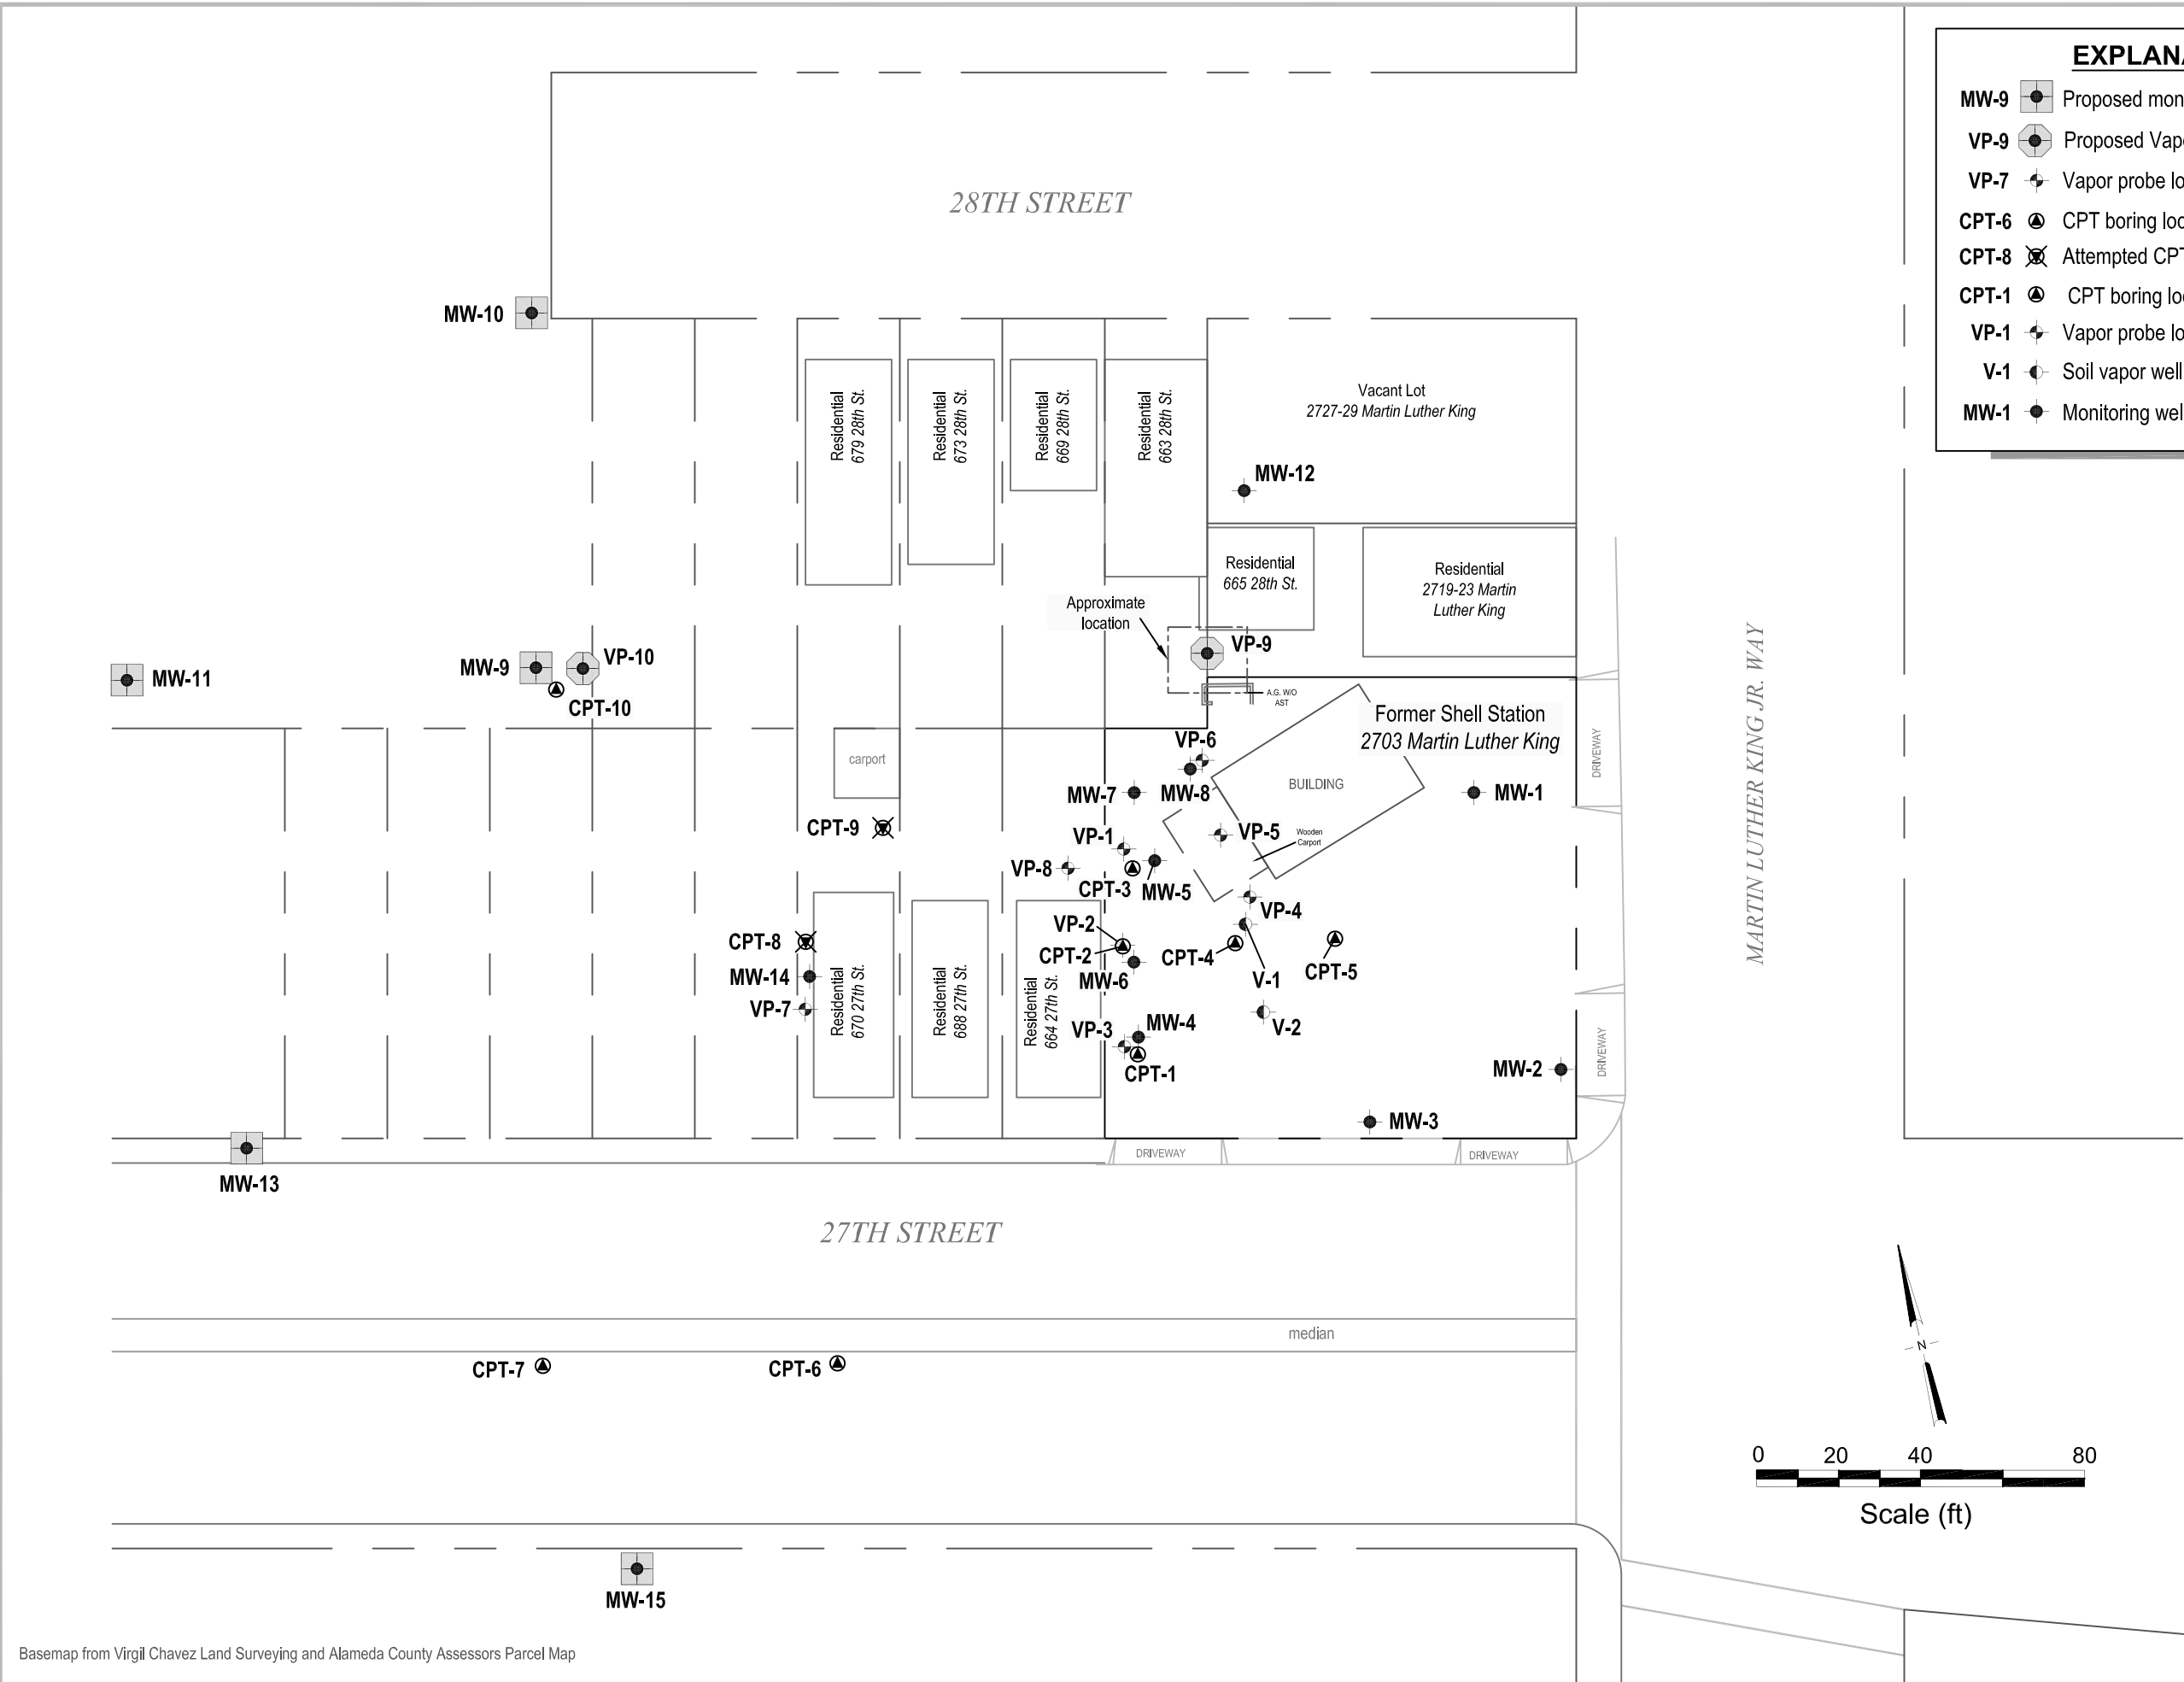 EXPLANA
MW-9 Proposed mon
VP-9 Proposed Vap
VP-7 Vapor probe lo
CPT-6 CPT boring loc
CPT-8 Attempted CPT
CPT-1 CPT boring lo
VP-1 Vapor probe lo
V-1 Soil vapor well
MW-1 Monitoring wel
28TH STREET
MW-10
Residential
679 28th St.
Residential
673 28th St.
Residential
669 28th St.
Residential
663 28th St.
Vacant Lot
2727-29 Martin Luther King
MW-12
Residential
665 28th St.
Residential
2719-23 Martin
Luther King
Approximate
location
VP-9
MW-11
MW-9
VP-10
CPT-10
A.G. W/O
AST
Former Shell Station
2703 Martin Luther King
MARTIN LUTHER KING JR. WAY
DRIVEWAY
carport
VP-6
BUILDING
MW-7
MW-8
MW-1
CPT-9
VP-1
VP-5
Wooden
Carport
VP-8
CPT-3
MW-5
VP-4
VP-2
CPT-8
CPT-2
CPT-4
CPT-5
MW-14
MW-6
V-1
VP-7
Residential
670 27th St.
Residential
688 27th St.
Residential
664 27th St.
VP-3
MW-4
V-2
CPT-1
MW-2
DRIVEWAY
MW-3
DRIVEWAY
DRIVEWAY
MW-13
27TH STREET
median
CPT-7
CPT-6
N
0 20 40 80
Scale (ft)
MW-15
Basemap from Virgil Chavez Land Surveying and Alameda County Assessors Parcel Map